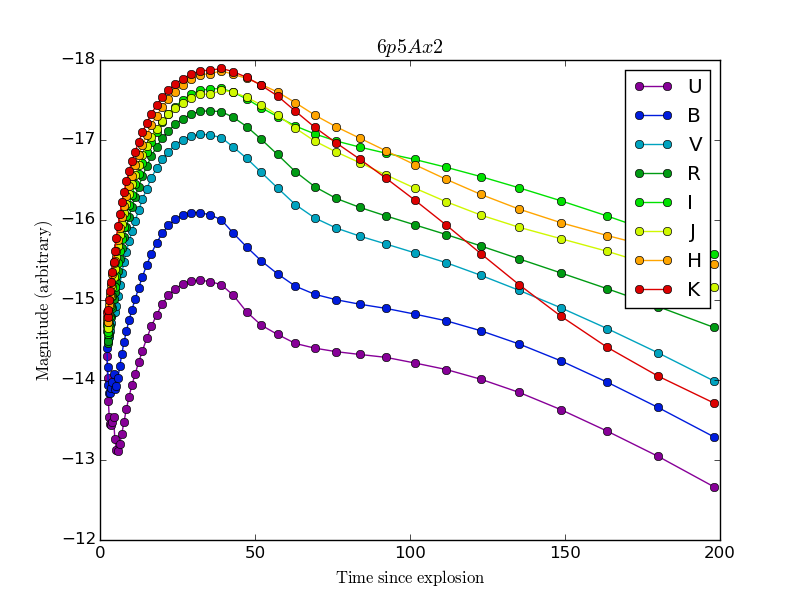 6p5Ax2
−18
−17
−16
−15
−14
−13
−12
Magnitude (arbitrary)
U
B
V
R
I
J
H
K
0
50
100
150
200
Time since explosion